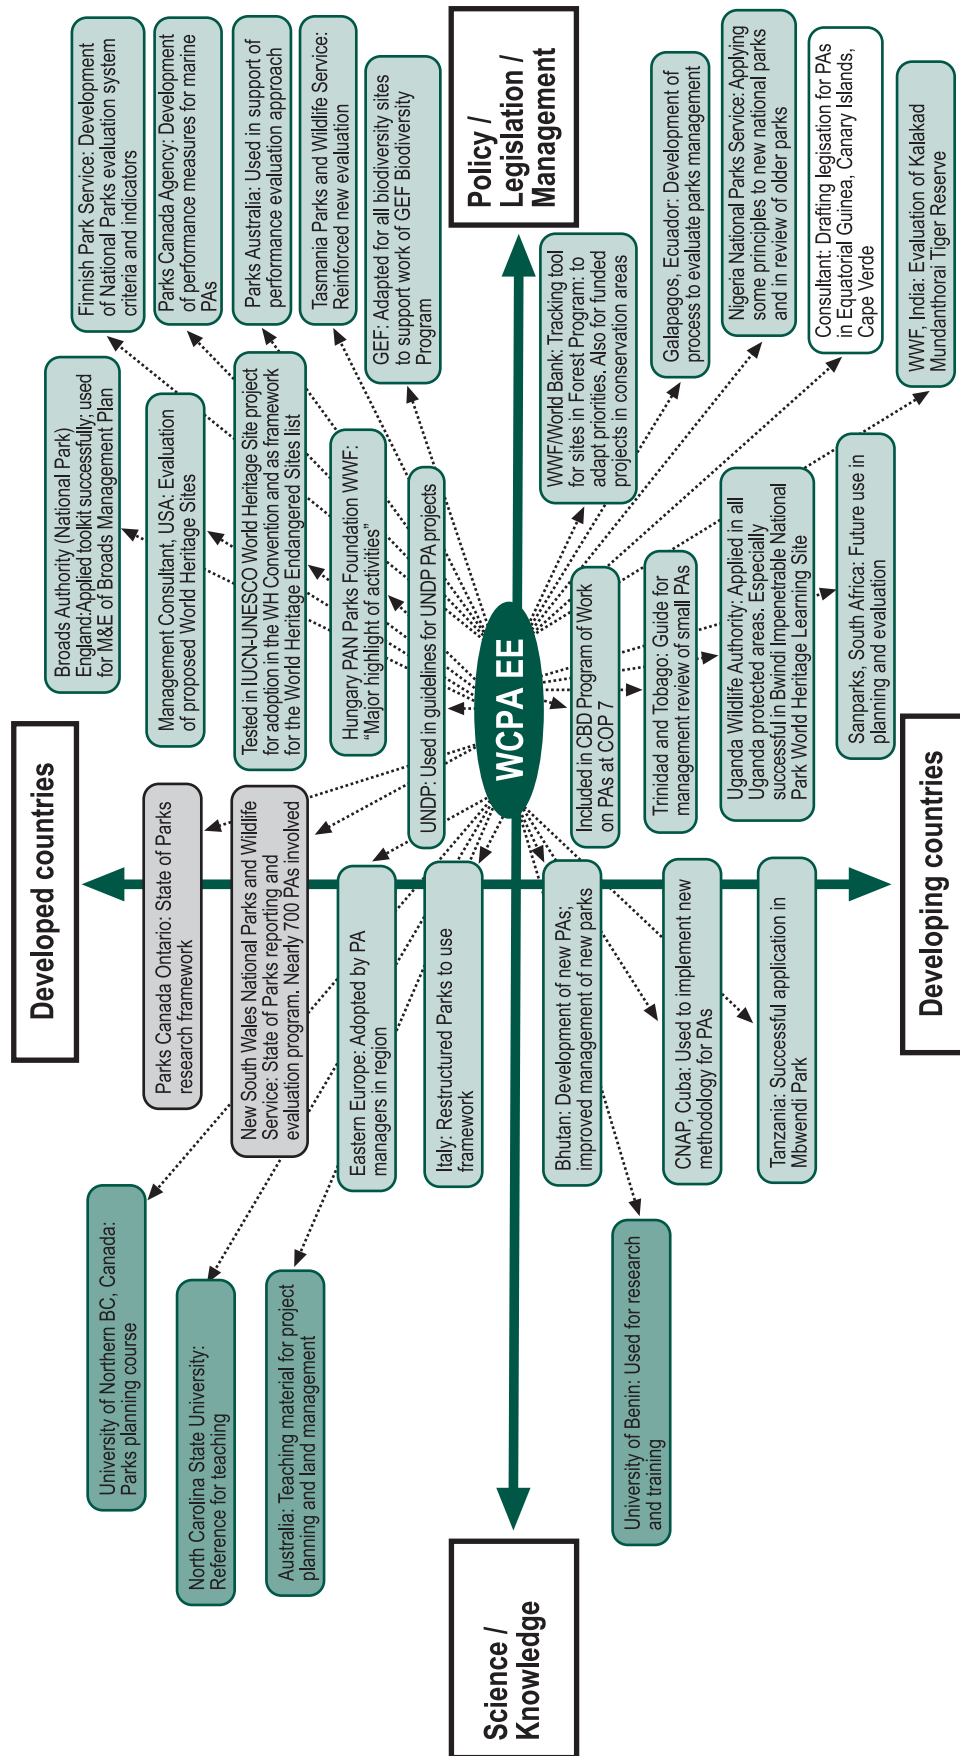 Developed countries
Broads Authority (National Park)
England:Applied toolkit successfully; used
for M&E of Broads Management Plan
Finnish Park Service: Development
of National Parks evaluation system
criteria and indicators
University of Northern BC, Canada:
Parks planning course
Parks Canada Ontario: State of Parks
research framework
Management Consultant, USA: Evaluation
of proposed World Heritage Sites
Parks Canada Agency: Development
of performance measures for marine
PAs
North Carolina State University:
Reference for teaching
New South Wales National Parks and Wildlife
Service: State of Parks reporting and
evaluation program. Nearly 700 PAs involved
Tested in IUCN-UNESCO World Heritage Site project
for adoption in the WH Convention and as framework
for the World Heritage Endangered Sites list
Parks Australia: Used in support of
performance evaluation approach
Australia: Teaching material for project
planning and land management
Eastern Europe: Adopted by PA
managers in region
Hungary PAN Parks Foundation WWF:
“Major highlight of activities”
Tasmania Parks and Wildlife Service:
Reinforced new evaluation
Italy: Restructured Parks to use
framework
UNDP: Used in guidelines for UNDP PA projects
GEF: Adapted for all biodiversity sites
to support work of GEF Biodiversity
Program
Science /
Knowledge
WCPA EE
Policy /
Legislation /
Management
Bhutan: Development of new PAs;
improved management of new parks
Included in CBD Program of Work
on PAs at COP 7
WWF/World Bank: Tracking tool
for sites in Forest Program: to
adapt priorities. Also for funded
projects in conservation areas
University of Benin: Used for research
and training
CNAP, Cuba: Used to implement new
methodology for PAs
Trinidad and Tobago: Guide for
management review of small PAs
Galapagos, Ecuador: Development of
process to evaluate parks management
Tanzania: Successful application in
Mbwendi Park
Uganda Wildlife Authority: Applied in all
Uganda protected areas. Especially
successful in Bwindi Impenetrable National
Park World Heritage Learning Site
Nigeria National Parks Service: Applying
some principles to new national parks
and in review of older parks
Sanparks, South Africa: Future use in
planning and evaluation
Consultant: Drafting legisation for PAs
in Equatorial Guinea, Canary Islands,
Cape Verde
WWF, India: Evaluation of Kalakad
Mundanthorai Tiger Reserve
Developing countries